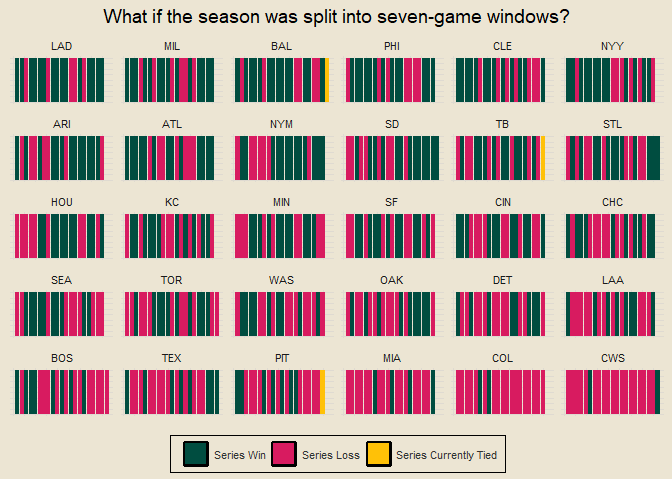 What if the season was split into seven-game windows?
LAD MIL BAL PHI CLE NYY
ARI ATL NYM SD TB STL
HOU KC MIN SF CIN CHC
SEA TOR WAS OAK DET LAA
BOS TEX PIT MIA COL CWS
Series Win Series Loss Series Currently Tied